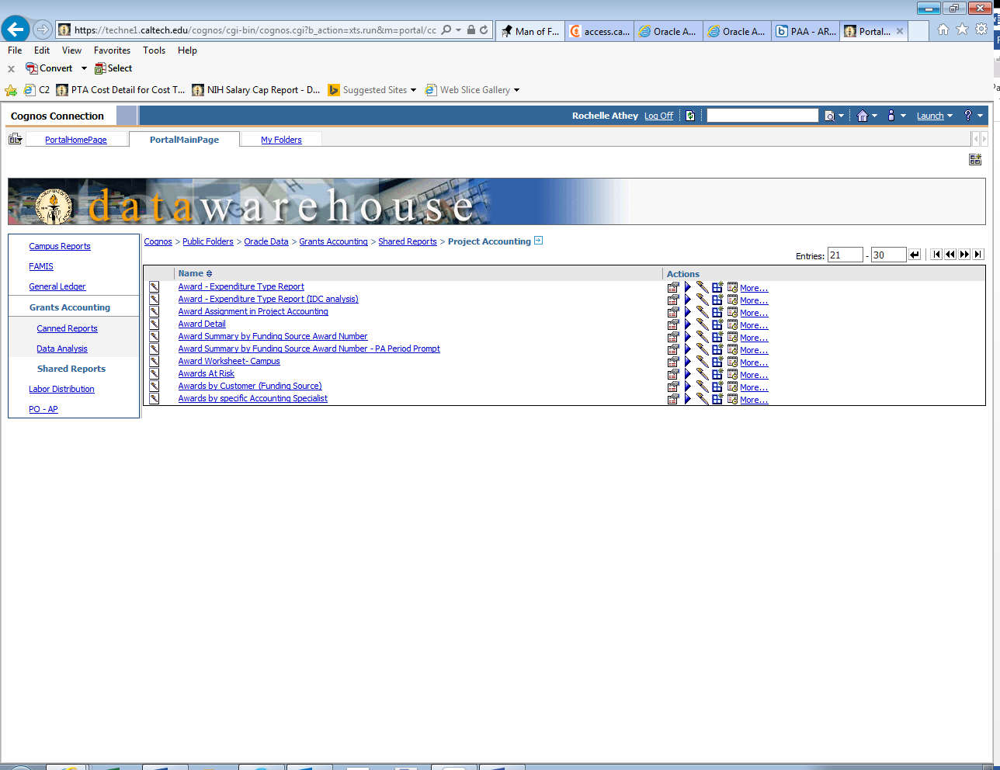 https://techne1.caltech.edu/cognos/cgi-bin/cognos.cgi?b_action=xts.run&m=portal/cc
Man of F...
access.ca...
Oracle A...
Oracle A...
PAA - AR...
Portal...
File Edit View Favorites Tools Help
x Convert Select
C2 PTA Cost Detail for Cost T... NIH Salary Cap Report - D... Suggested Sites Web Slice Gallery
Cognos Connection
Rochelle Athey Log Off Launch ?
PortalHomePage PortalMainPage My Folders
datawarehouse
Campus Reports
FAMIS
General Ledger
Grants Accounting
Canned Reports
Data Analysis
Shared Reports
Labor Distribution
PO - AP
Cognos > Public Folders > Oracle Data > Grants Accounting > Shared Reports > Project Accounting
Entries: 21 - 30
Name Actions
Award - Expenditure Type Report More...
Award - Expenditure Type Report (IDC analysis) More...
Award Assignment in Project Accounting More...
Award Detail More...
Award Summary by Funding Source Award Number More...
Award Summary by Funding Source Award Number - PA Period Prompt More...
Award Worksheet- Campus More...
Awards At Risk More...
Awards by Customer (Funding Source) More...
Awards by specific Accounting Specialist More...